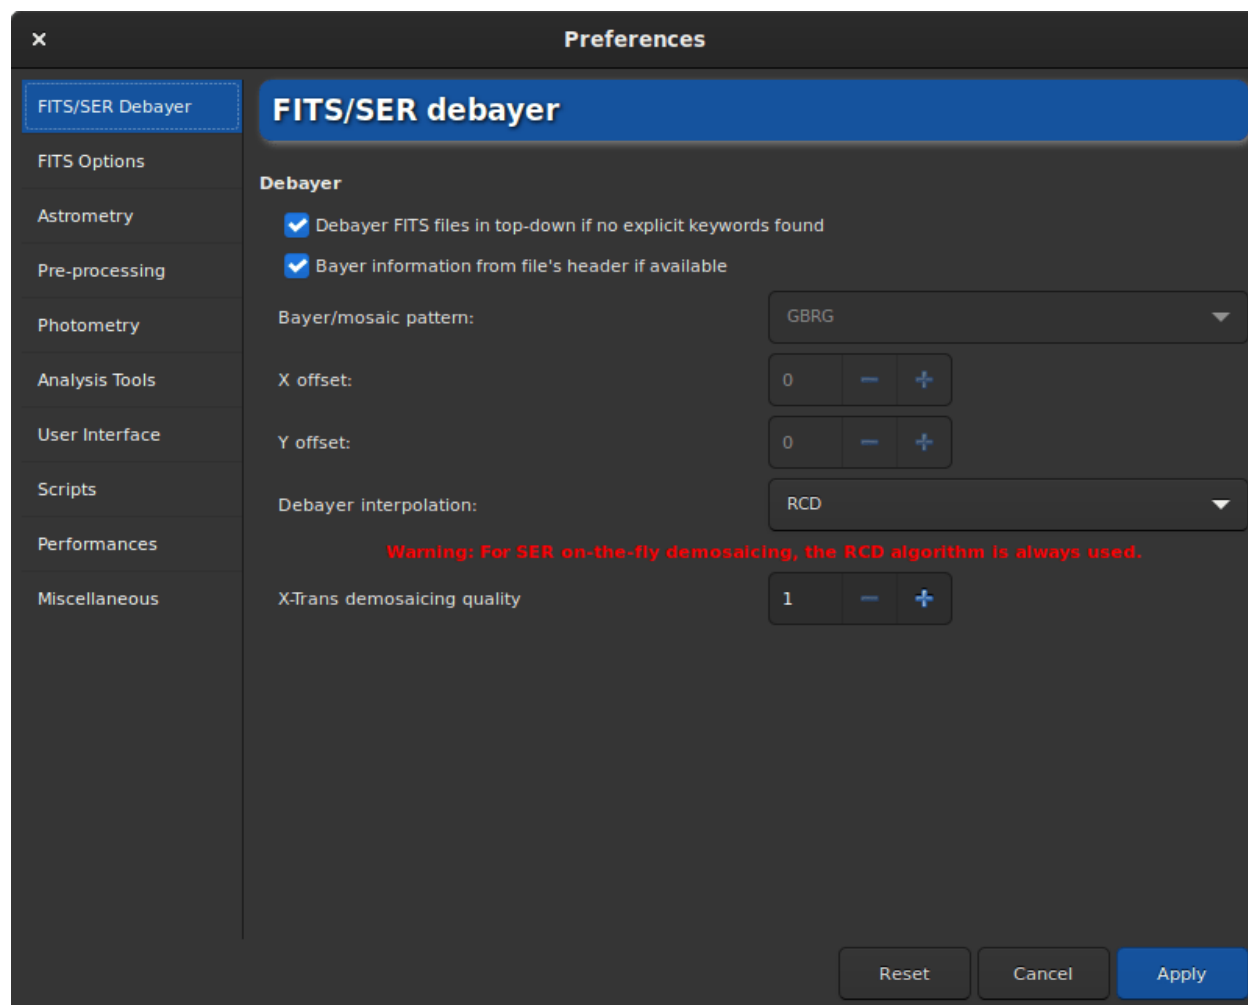 Preferences
FITS/SER Debayer
FITS Options
Astrometry
Pre-processing
Photometry
Analysis Tools
User Interface
Scripts
Performances
Miscellaneous
FITS/SER debayer
Debayer
Debayer FITS files in top-down if no explicit keywords found
Bayer information from file's header if available
Bayer/mosaic pattern: GBRG
X offset: 0
Y offset: 0
Debayer interpolation: RCD
Warning: For SER on-the-fly demosaicing, the RCD algorithm is always used.
X-Trans demosaicing quality 1
Reset Cancel Apply